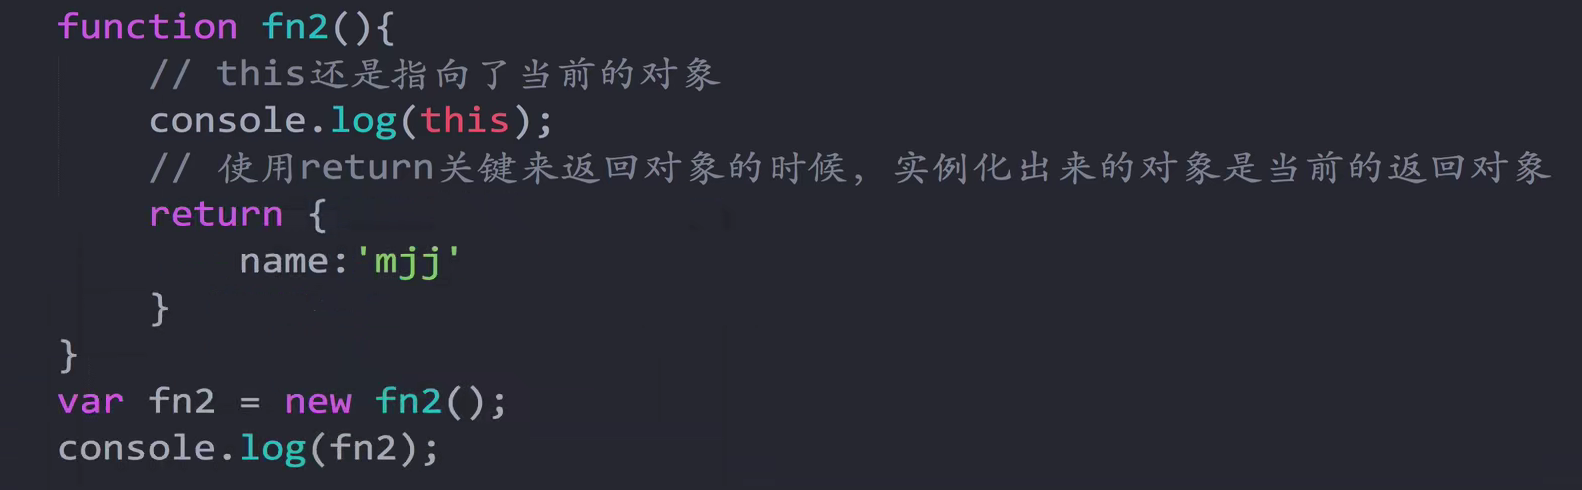 function fn2(){
    // this还是指向了当前的对象
    console.log(this);
    // 使用return关键来返回对象的时候，实例化出来的对象是当前的返回对象
    return {
        name:'mjj'
    }
}
var fn2 = new fn2();
console.log(fn2);